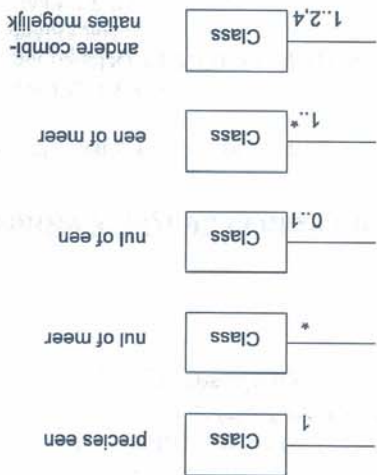 1 Class precies een
* Class nul of meer
0..1 Class nul of een
1..* Class een of meer
1..2,4 Class andere combi-
naties mogelijk